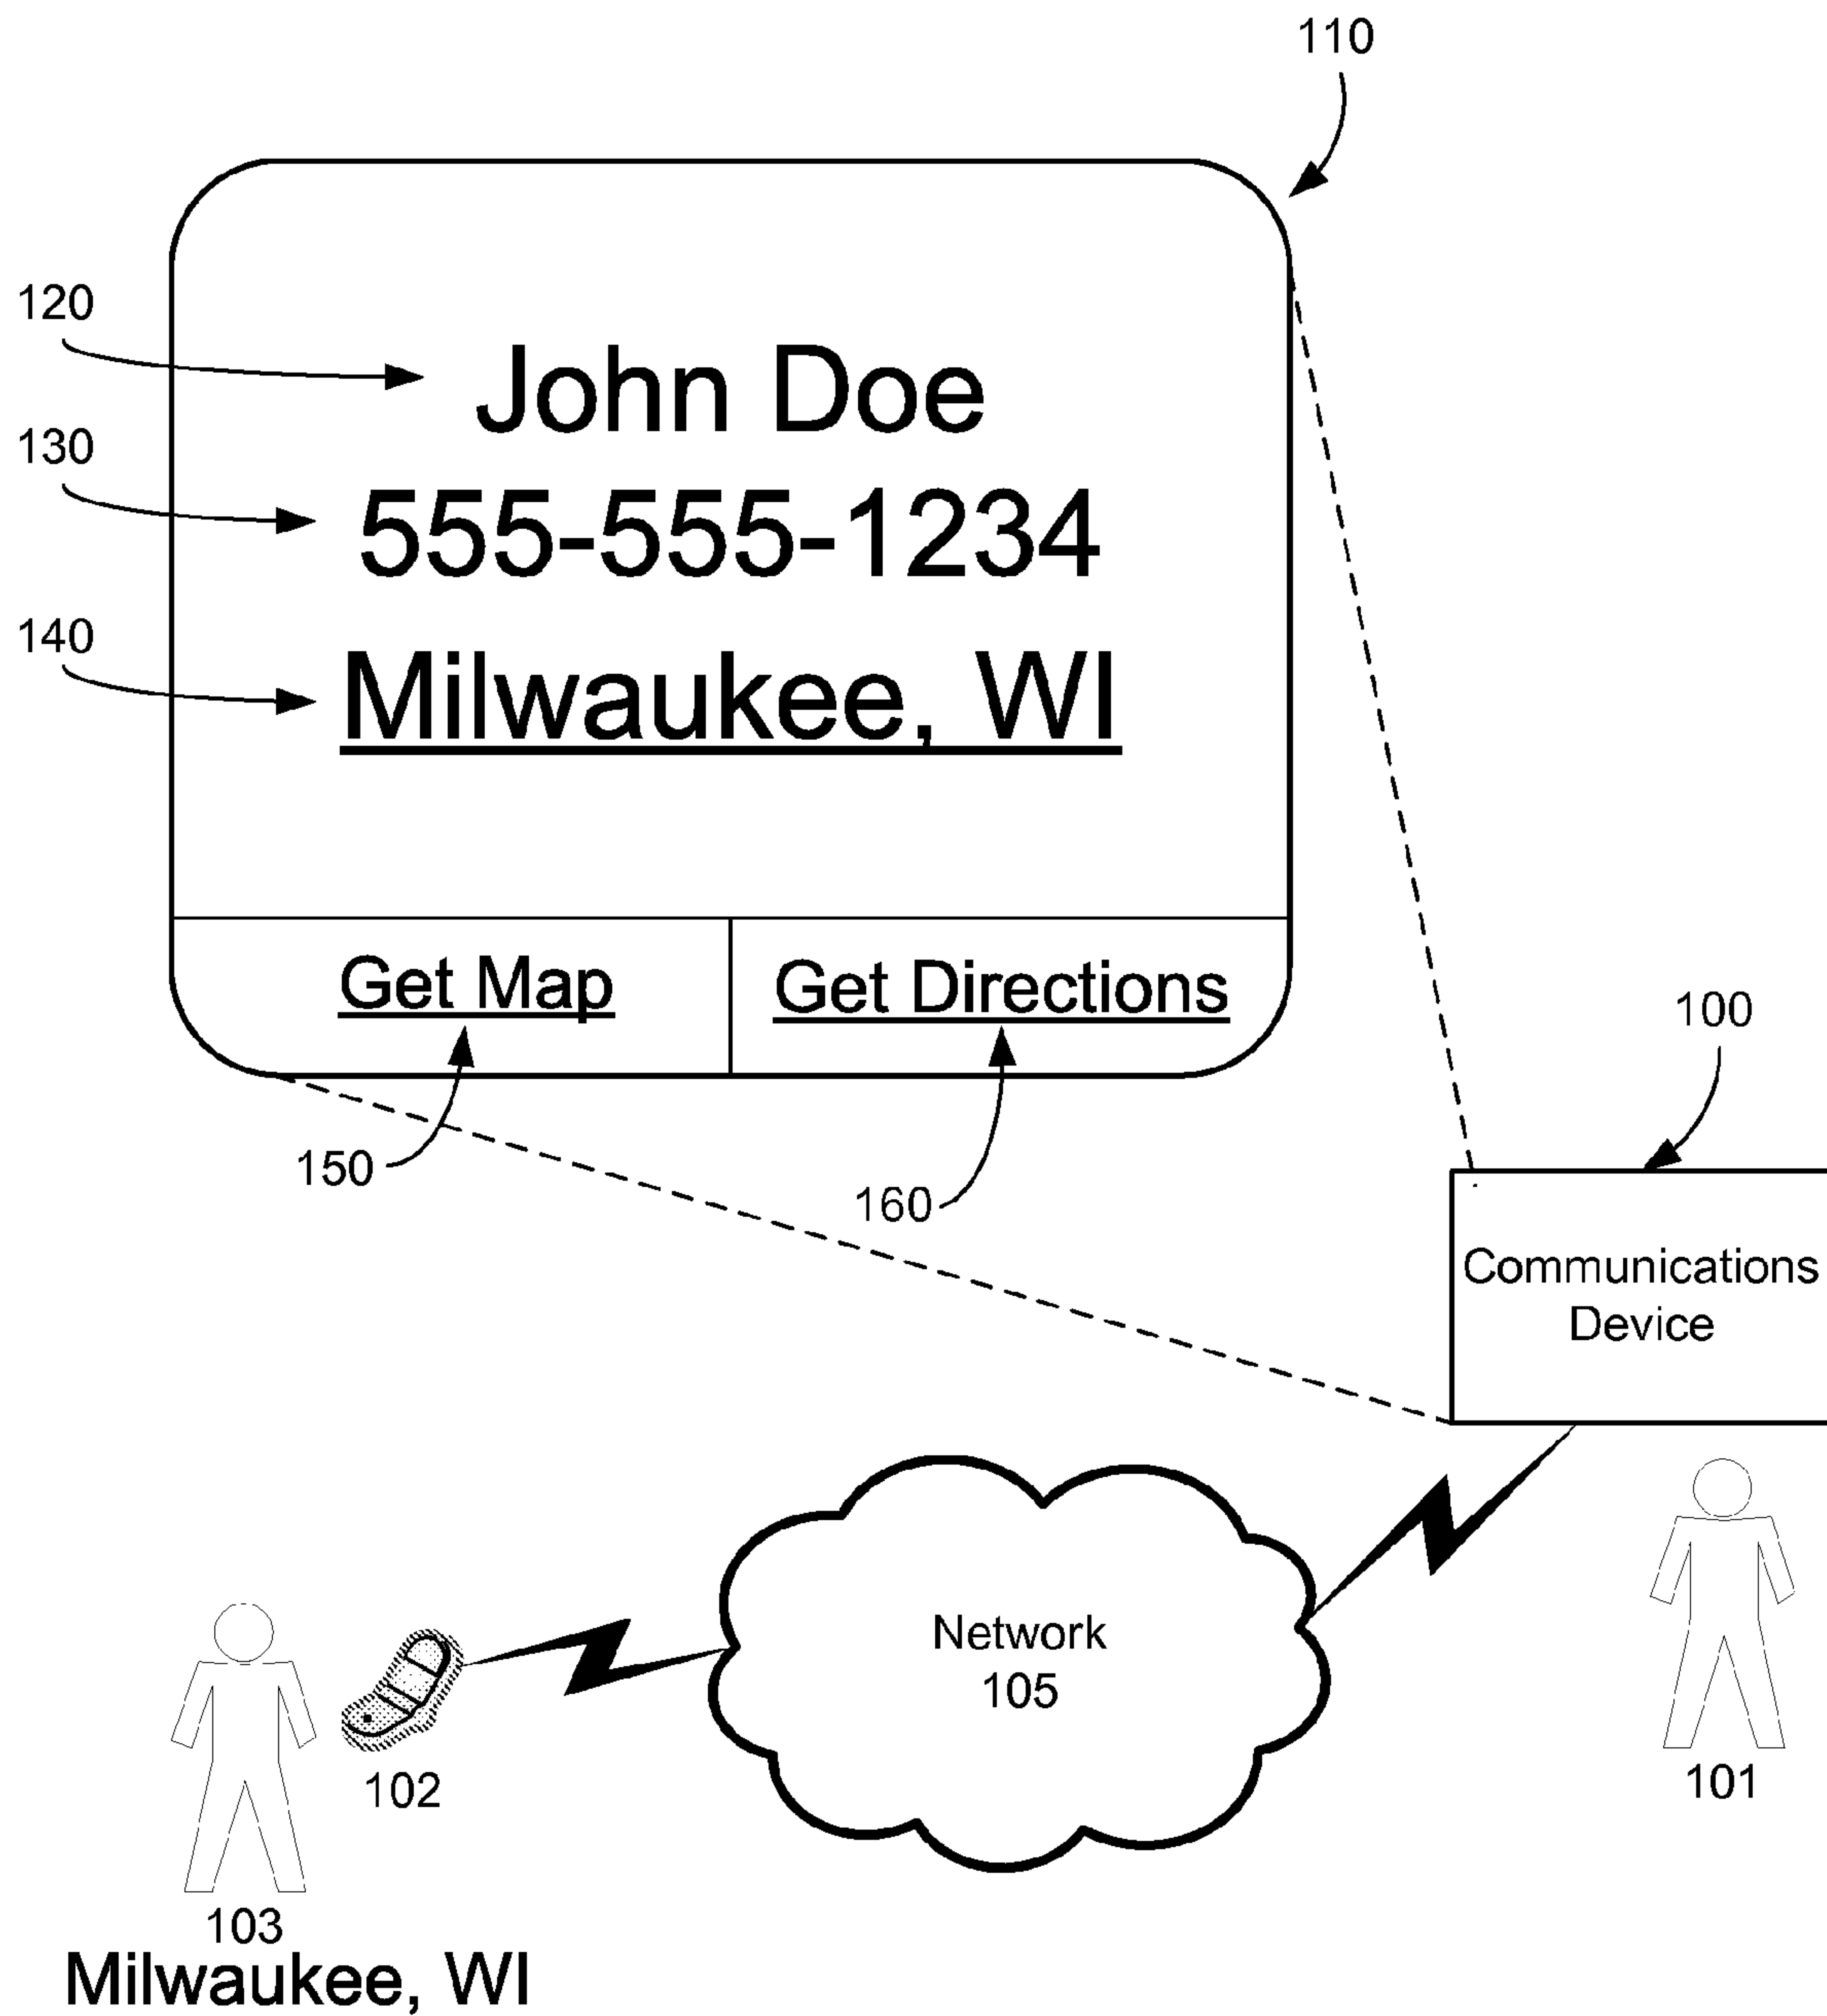 110
120
John Doe
130
555-555-1234
140
Milwaukee, WI
Get Map
Get Directions
100
150
160
Communications
Device
Network
105
102
101
103
Milwaukee, WI